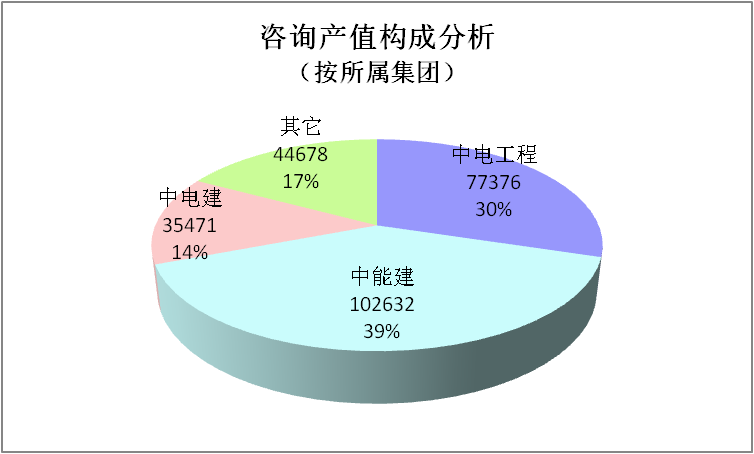 咨询产值构成分析
（按所属集团）
其它
44678
17%
中电工程
77376
30%
中电建
35471
14%
中能建
102632
39%